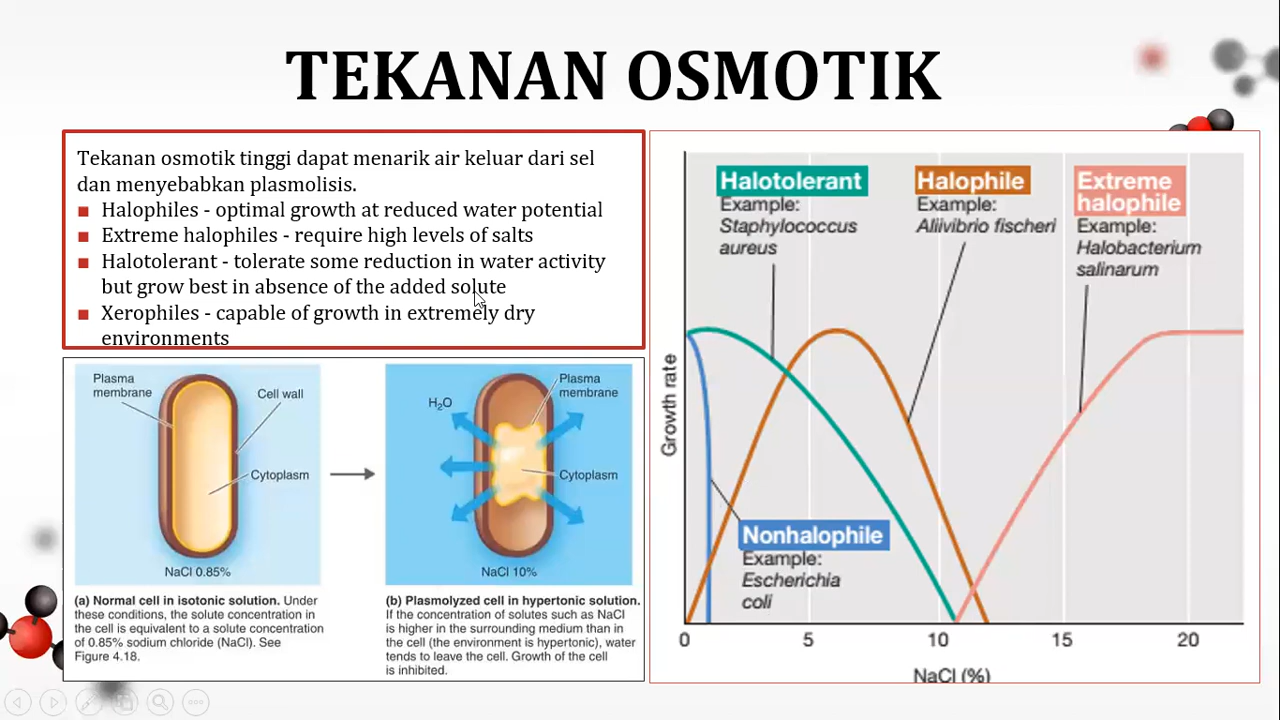 TEKANAN OSMOTIK
Tekanan osmotik tinggi dapat menarik air keluar dari sel
dan menyebabkan plasmolisis.
Halophiles - optimal growth at reduced water potential
Extreme halophiles - require high levels of salts
Halotolerant - tolerate some reduction in water activity
but grow best in absence of the added solute
Xerophiles - capable of growth in extremely dry
environments
Plasma
membrane
Cell wall
Cytoplasm
NaCl 0.85%
H₂O
Plasma
membrane
Cytoplasm
NaCl 10%
(a) Normal cell in isotonic solution. Under
these conditions, the solute concentration in
the cell is equivalent to a solute concentration
of 0.85% sodium chloride (NaCl). See
Figure 4.18.
(b) Plasmolyzed cell in hypertonic solution.
If the concentration of solutes such as NaCl
is higher in the surrounding medium than in
the cell (the environment is hypertonic), water
tends to leave the cell. Growth of the cell
is inhibited.
Halotolerant
Example:
Staphylococcus
aureus
Halophile
Example:
Aliivibrio fischeri
Extreme
halophile
Example:
Halobacterium
salinarum
Growth rate
Nonhalophile
Example:
Escherichia
coli
0 5 10 15 20
NaCl (%)